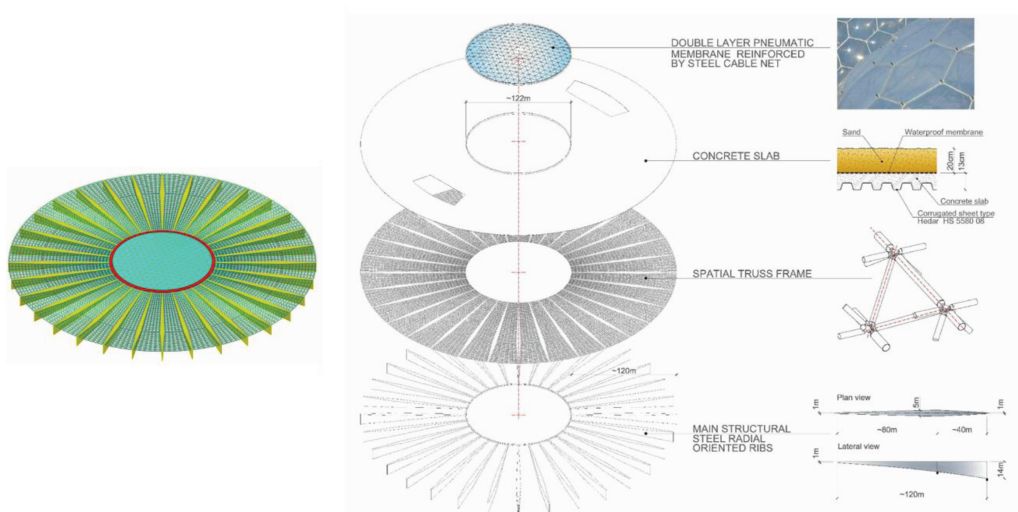 DOUBLE LAYER PNEUMATIC
MEMBRANE REINFORCED
BY STEEL CABLE NET
~122m
Sand
Waterproof membrane
20cm
13cm
CONCRETE SLAB
Concrete slab
Corrugated sheet type
Hedar HS 5580 08
SPATIAL TRUSS FRAME
~120m
Plan view
1m
5m
1m
~80m
~40m
MAIN STRUCTURAL
STEEL RADIAL
ORIENTED RIBS
Lateral view
1m
14m
~120m